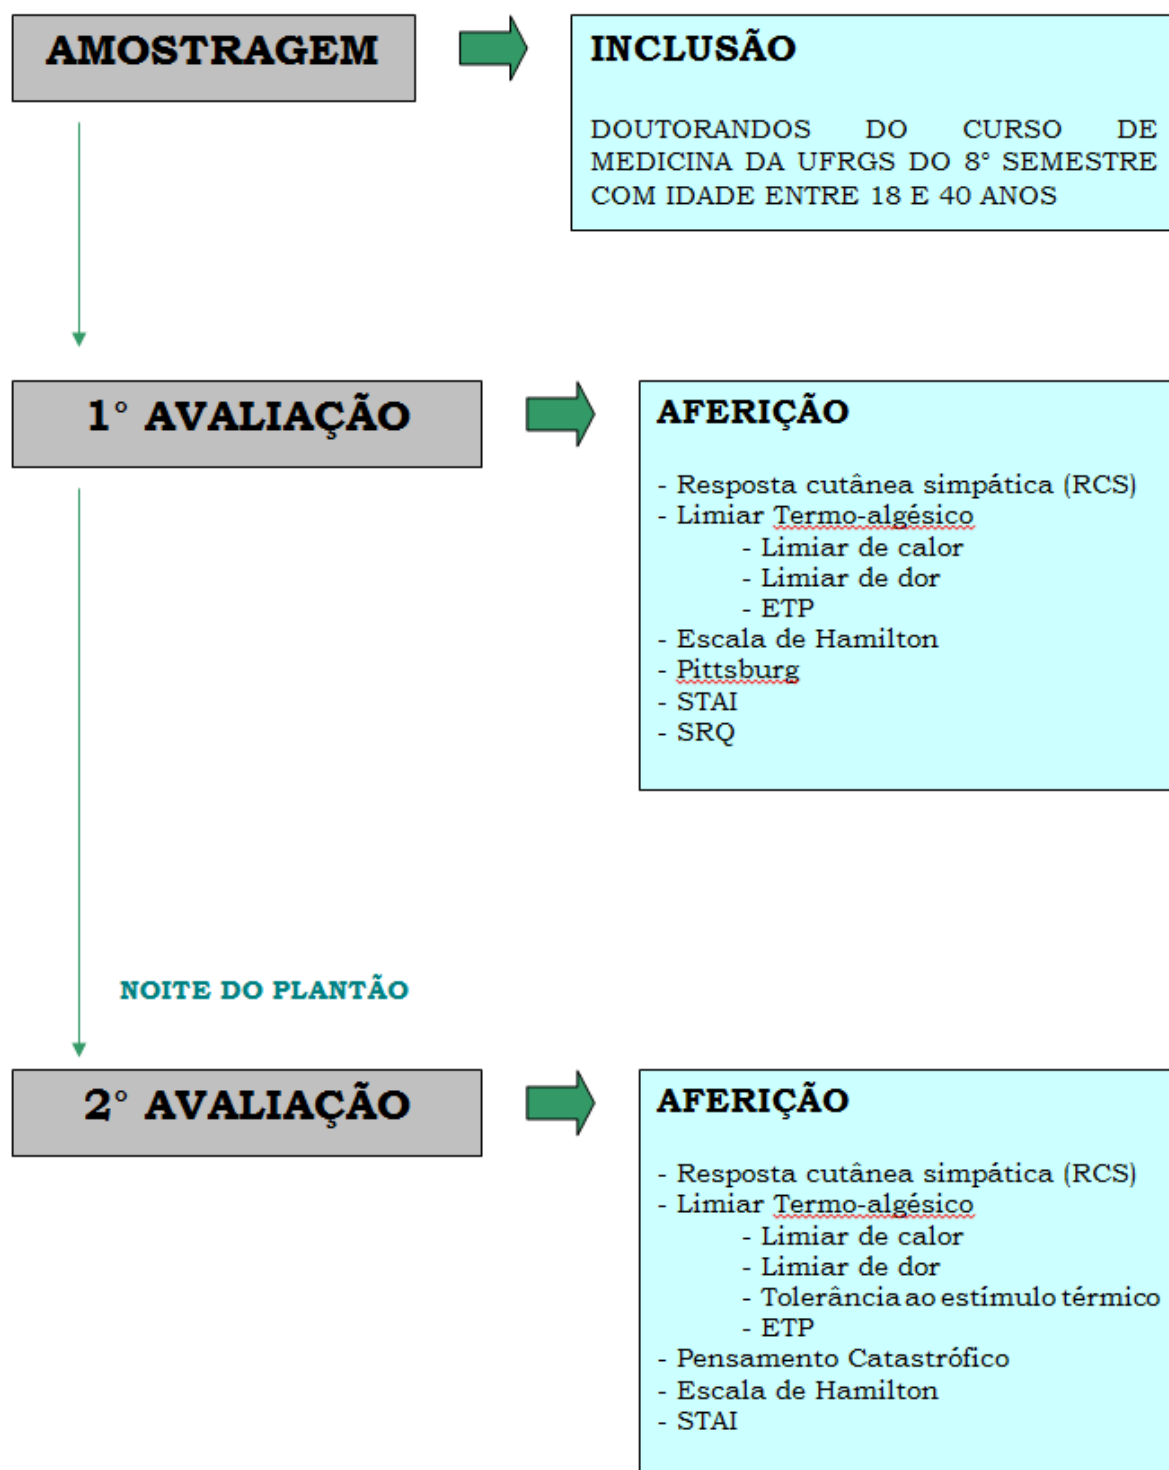 AMOSTRAGEM
INCLUSÃO
DOUTORANDOS DO CURSO DE
MEDICINA DA UFRGS DO 8° SEMESTRE
COM IDADE ENTRE 18 E 40 ANOS
1° AVALIAÇÃO
AFERIÇÃO
- Resposta cutânea simpática (RCS)
- Limiar Termo-algésico
- Limiar de calor
- Limiar de dor
- ETP
- Escala de Hamilton
- Pittsburg
- STAI
- SRQ
NOITE DO PLANTÃO
2° AVALIAÇÃO
AFERIÇÃO
- Resposta cutânea simpática (RCS)
- Limiar Termo-algésico
- Limiar de calor
- Limiar de dor
- Tolerância ao estímulo térmico
- ETP
- Pensamento Catastrófico
- Escala de Hamilton
- STAI